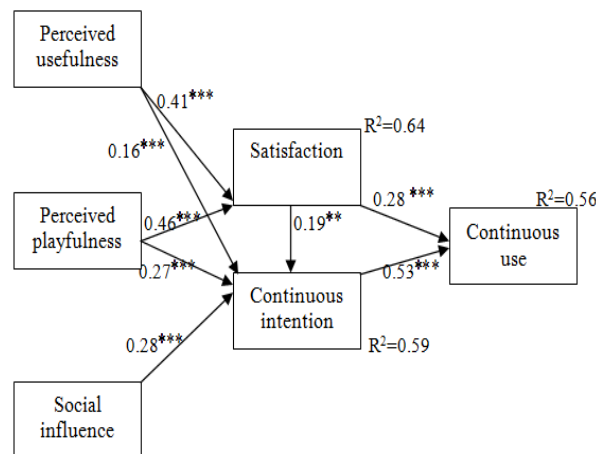 Perceived
usefulness
0.41***
0.16***
R²=0.64
Satisfaction
Perceived
playfulness
0.46***
0.27***
0.19**
0.28 ***
R²=0.56
Continuous
use
0.53***
Continuous
intention
R²=0.59
0.28***
Social
influence